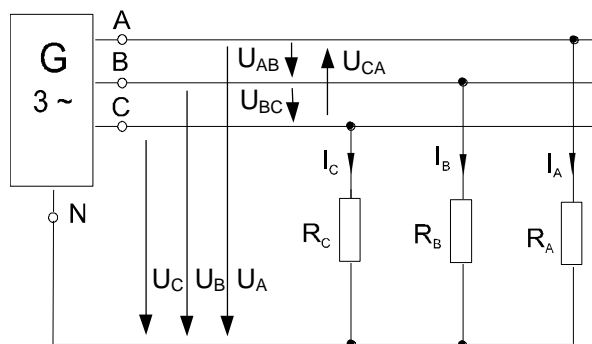 G
3 ~
A
B
C
N
U_AB
U_CA
U_BC
I_C
I_B
I_A
R_C
R_B
R_A
U_C U_B U_A